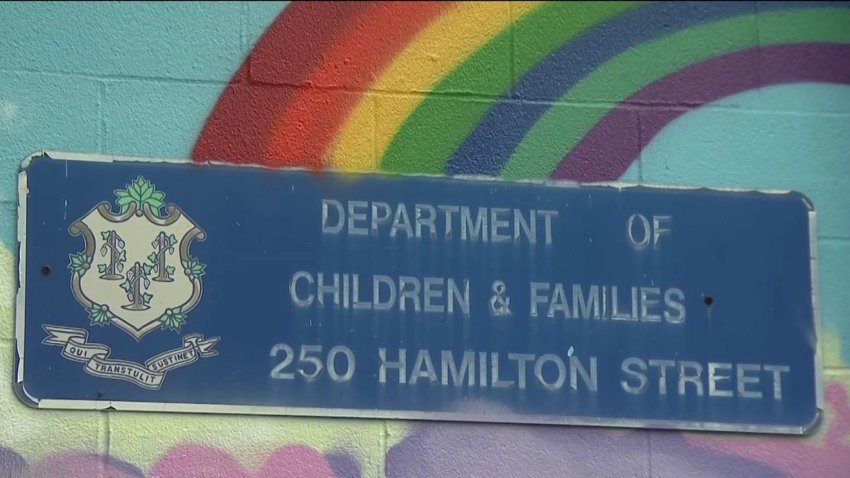 DEPARTMENT OF
CHILDREN & FAMILIES
250 HAMILTON STREET
QUI TRANSTULIT SUSTINET